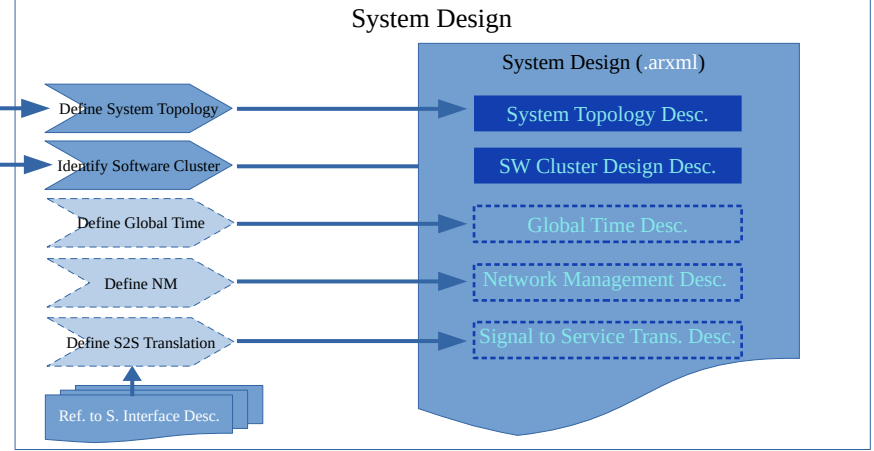 System Design
System Design (.arxml)
Define System Topology
System Topology Desc.
Identify Software Cluster
SW Cluster Design Desc.
Define Global Time
Global Time Desc.
Define NM
Network Management Desc.
Define S2S Translation
Signal to Service Trans. Desc.
Ref. to S. Interface Desc.